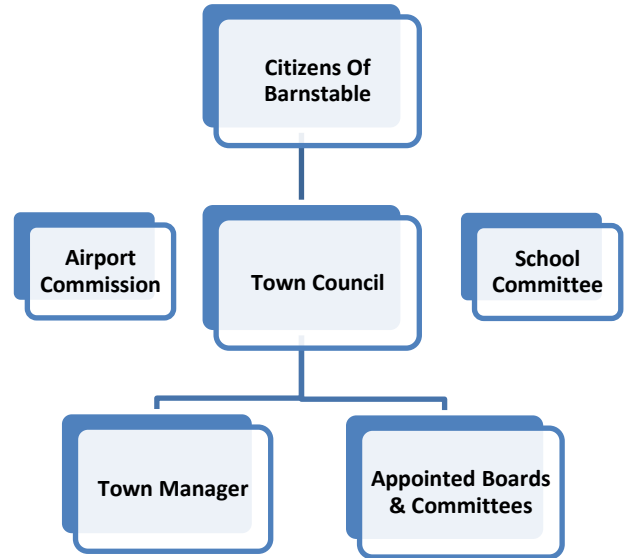 Citizens Of
Barnstable
Airport
Commission
Town Council
School
Committee
Town Manager
Appointed Boards
& Committees